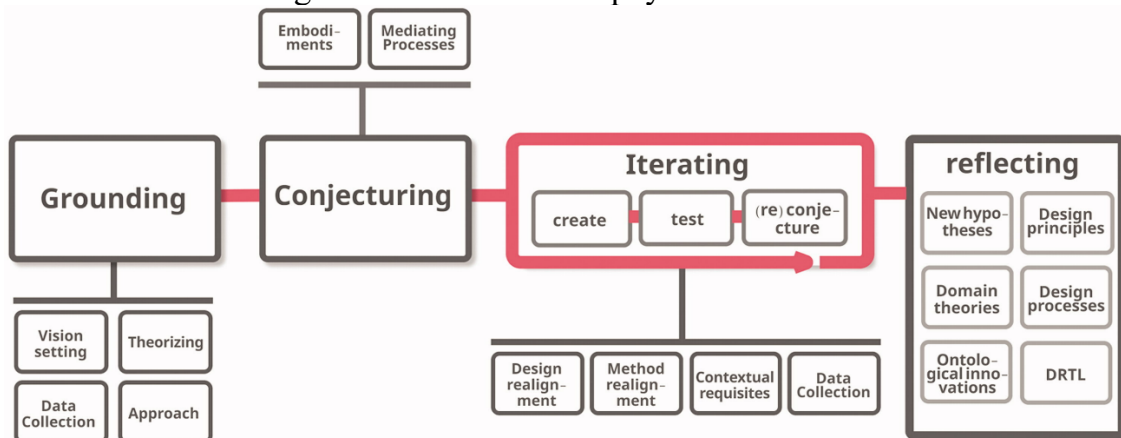 Embodi-
ments
Mediating
Processes
Grounding
Conjecturing
Iterating
create
test
(re) conje-
cture
reflecting
New hypo-
theses
Design
principles
Domain
theories
Design
processes
Ontolo-
gical inno-
vations
DRTL
Vision
setting
Theorizing
Data
Collection
Approach
Design
realign-
ment
Method
realign-
ment
Contextual
requisites
Data
Collection